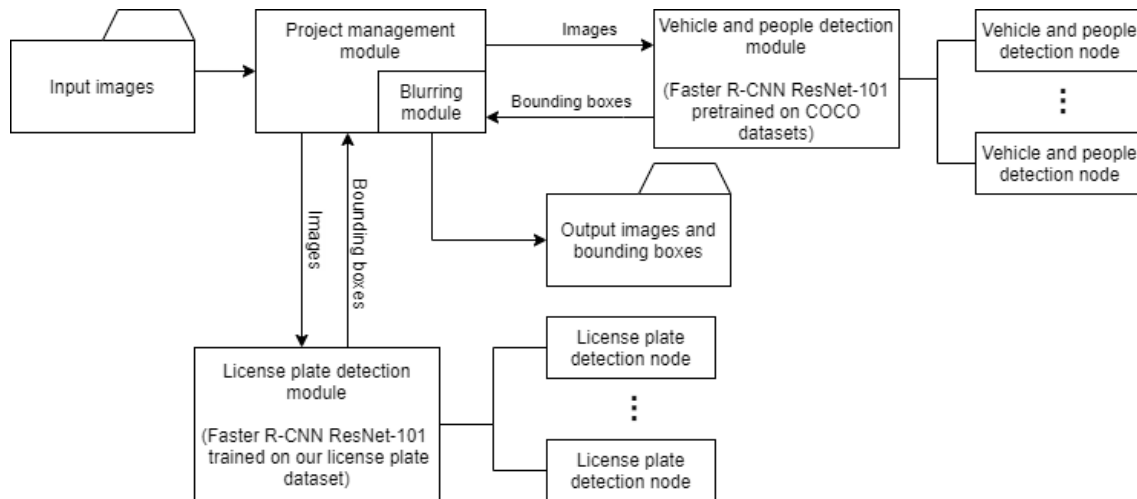 Input images
Project management
module
Blurring
module
Images
Bounding boxes
Vehicle and people detection
module
(Faster R-CNN ResNet-101
pretrained on COCO
datasets)
Vehicle and people
detection node
⋮
Vehicle and people
detection node
Images
Bounding boxes
Output images and
bounding boxes
License plate detection
module
(Faster R-CNN ResNet-101
trained on our license plate
dataset)
License plate
detection node
⋮
License plate
detection node